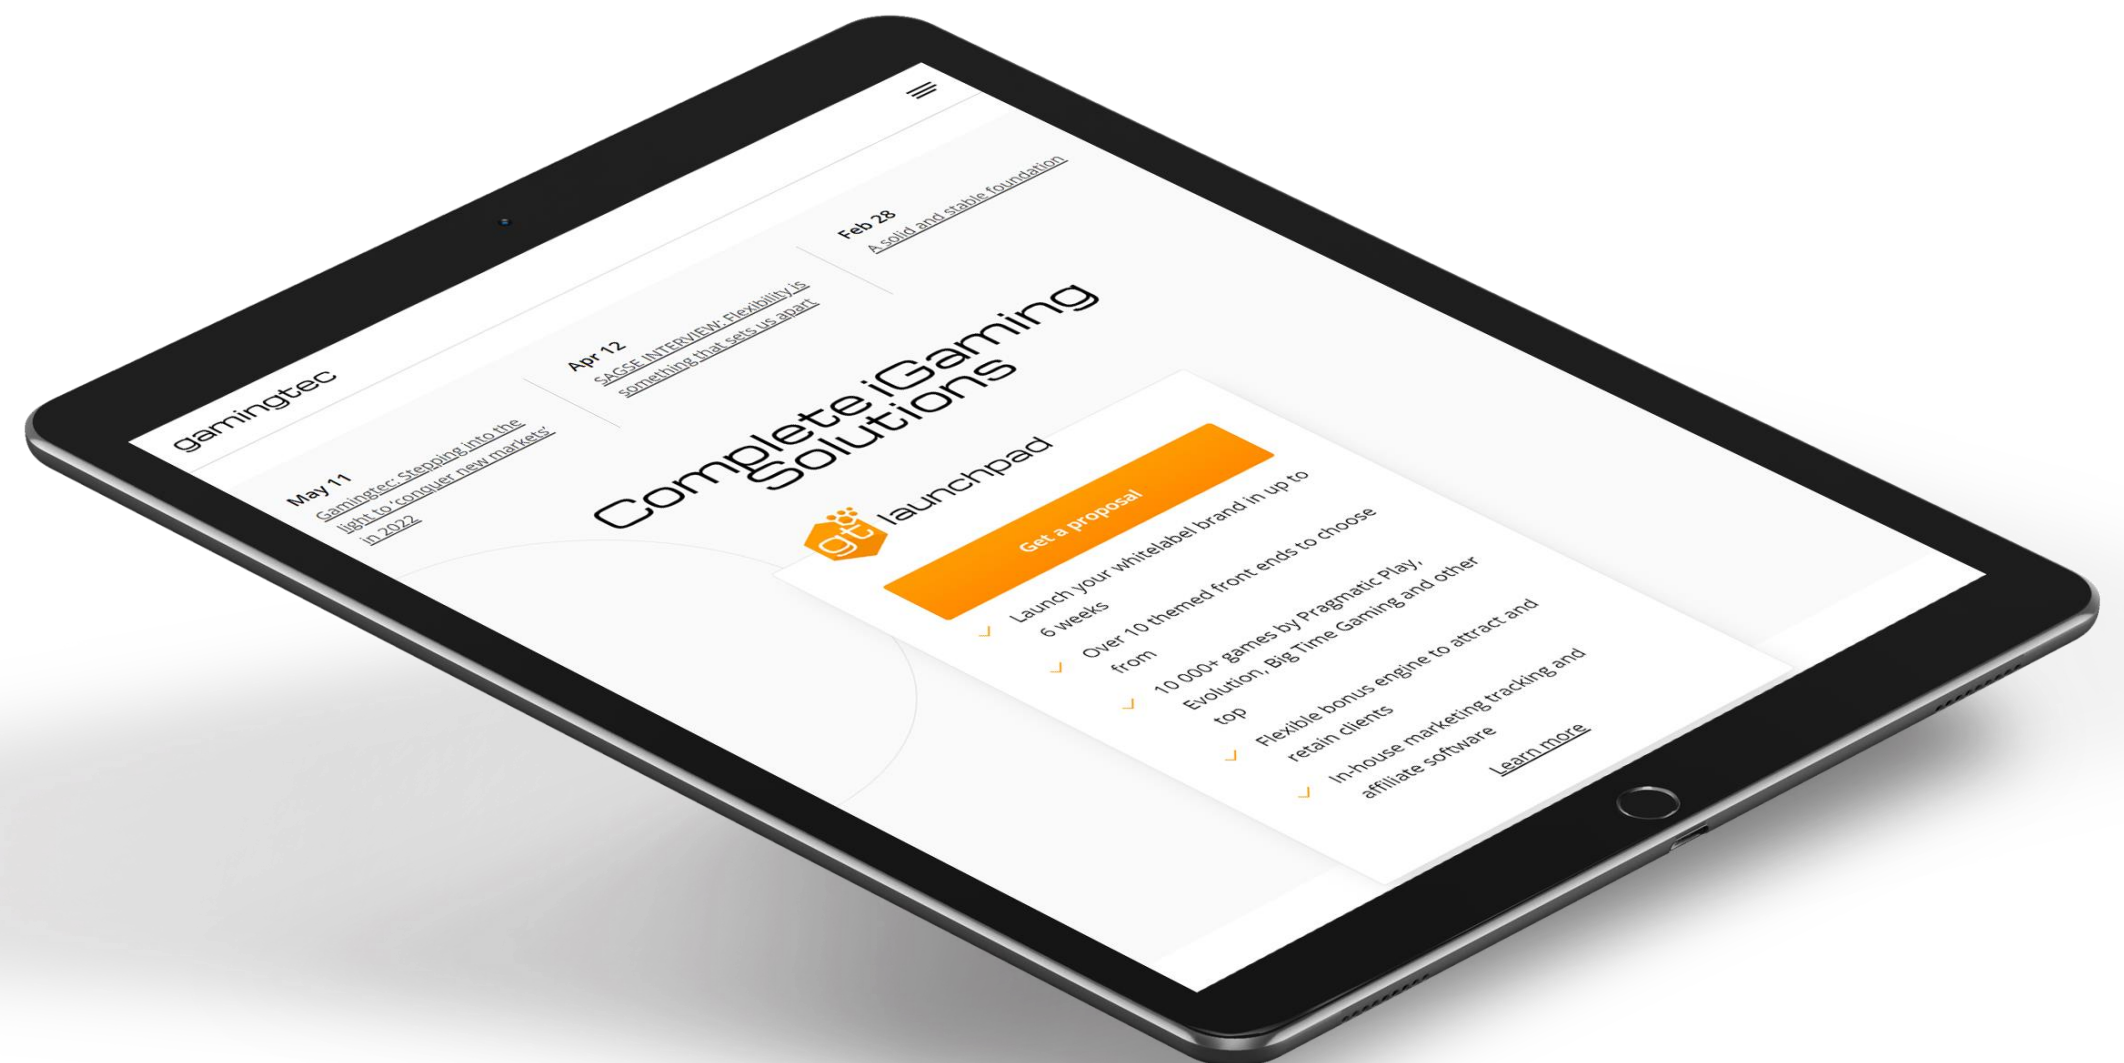 gamingtec
May 11
Gamingtec: Stepping into the
light to 'conquer new markets'
in 2022
Apr 12
SAGSE INTERVIEW: Flexibility is
something that sets us apart
Feb 28
A solid and stable foundation
Complete iGaming
Solutions
gt launchpad
Get a proposal
Launch your whitelabel brand in up to
6 weeks
Over 10 themed front ends to choose
from
10 000+ games by Pragmatic Play,
Evolution, Big Time Gaming and other
top
Flexible bonus engine to attract and
retain clients
In-house marketing tracking and
affiliate software
Learn more